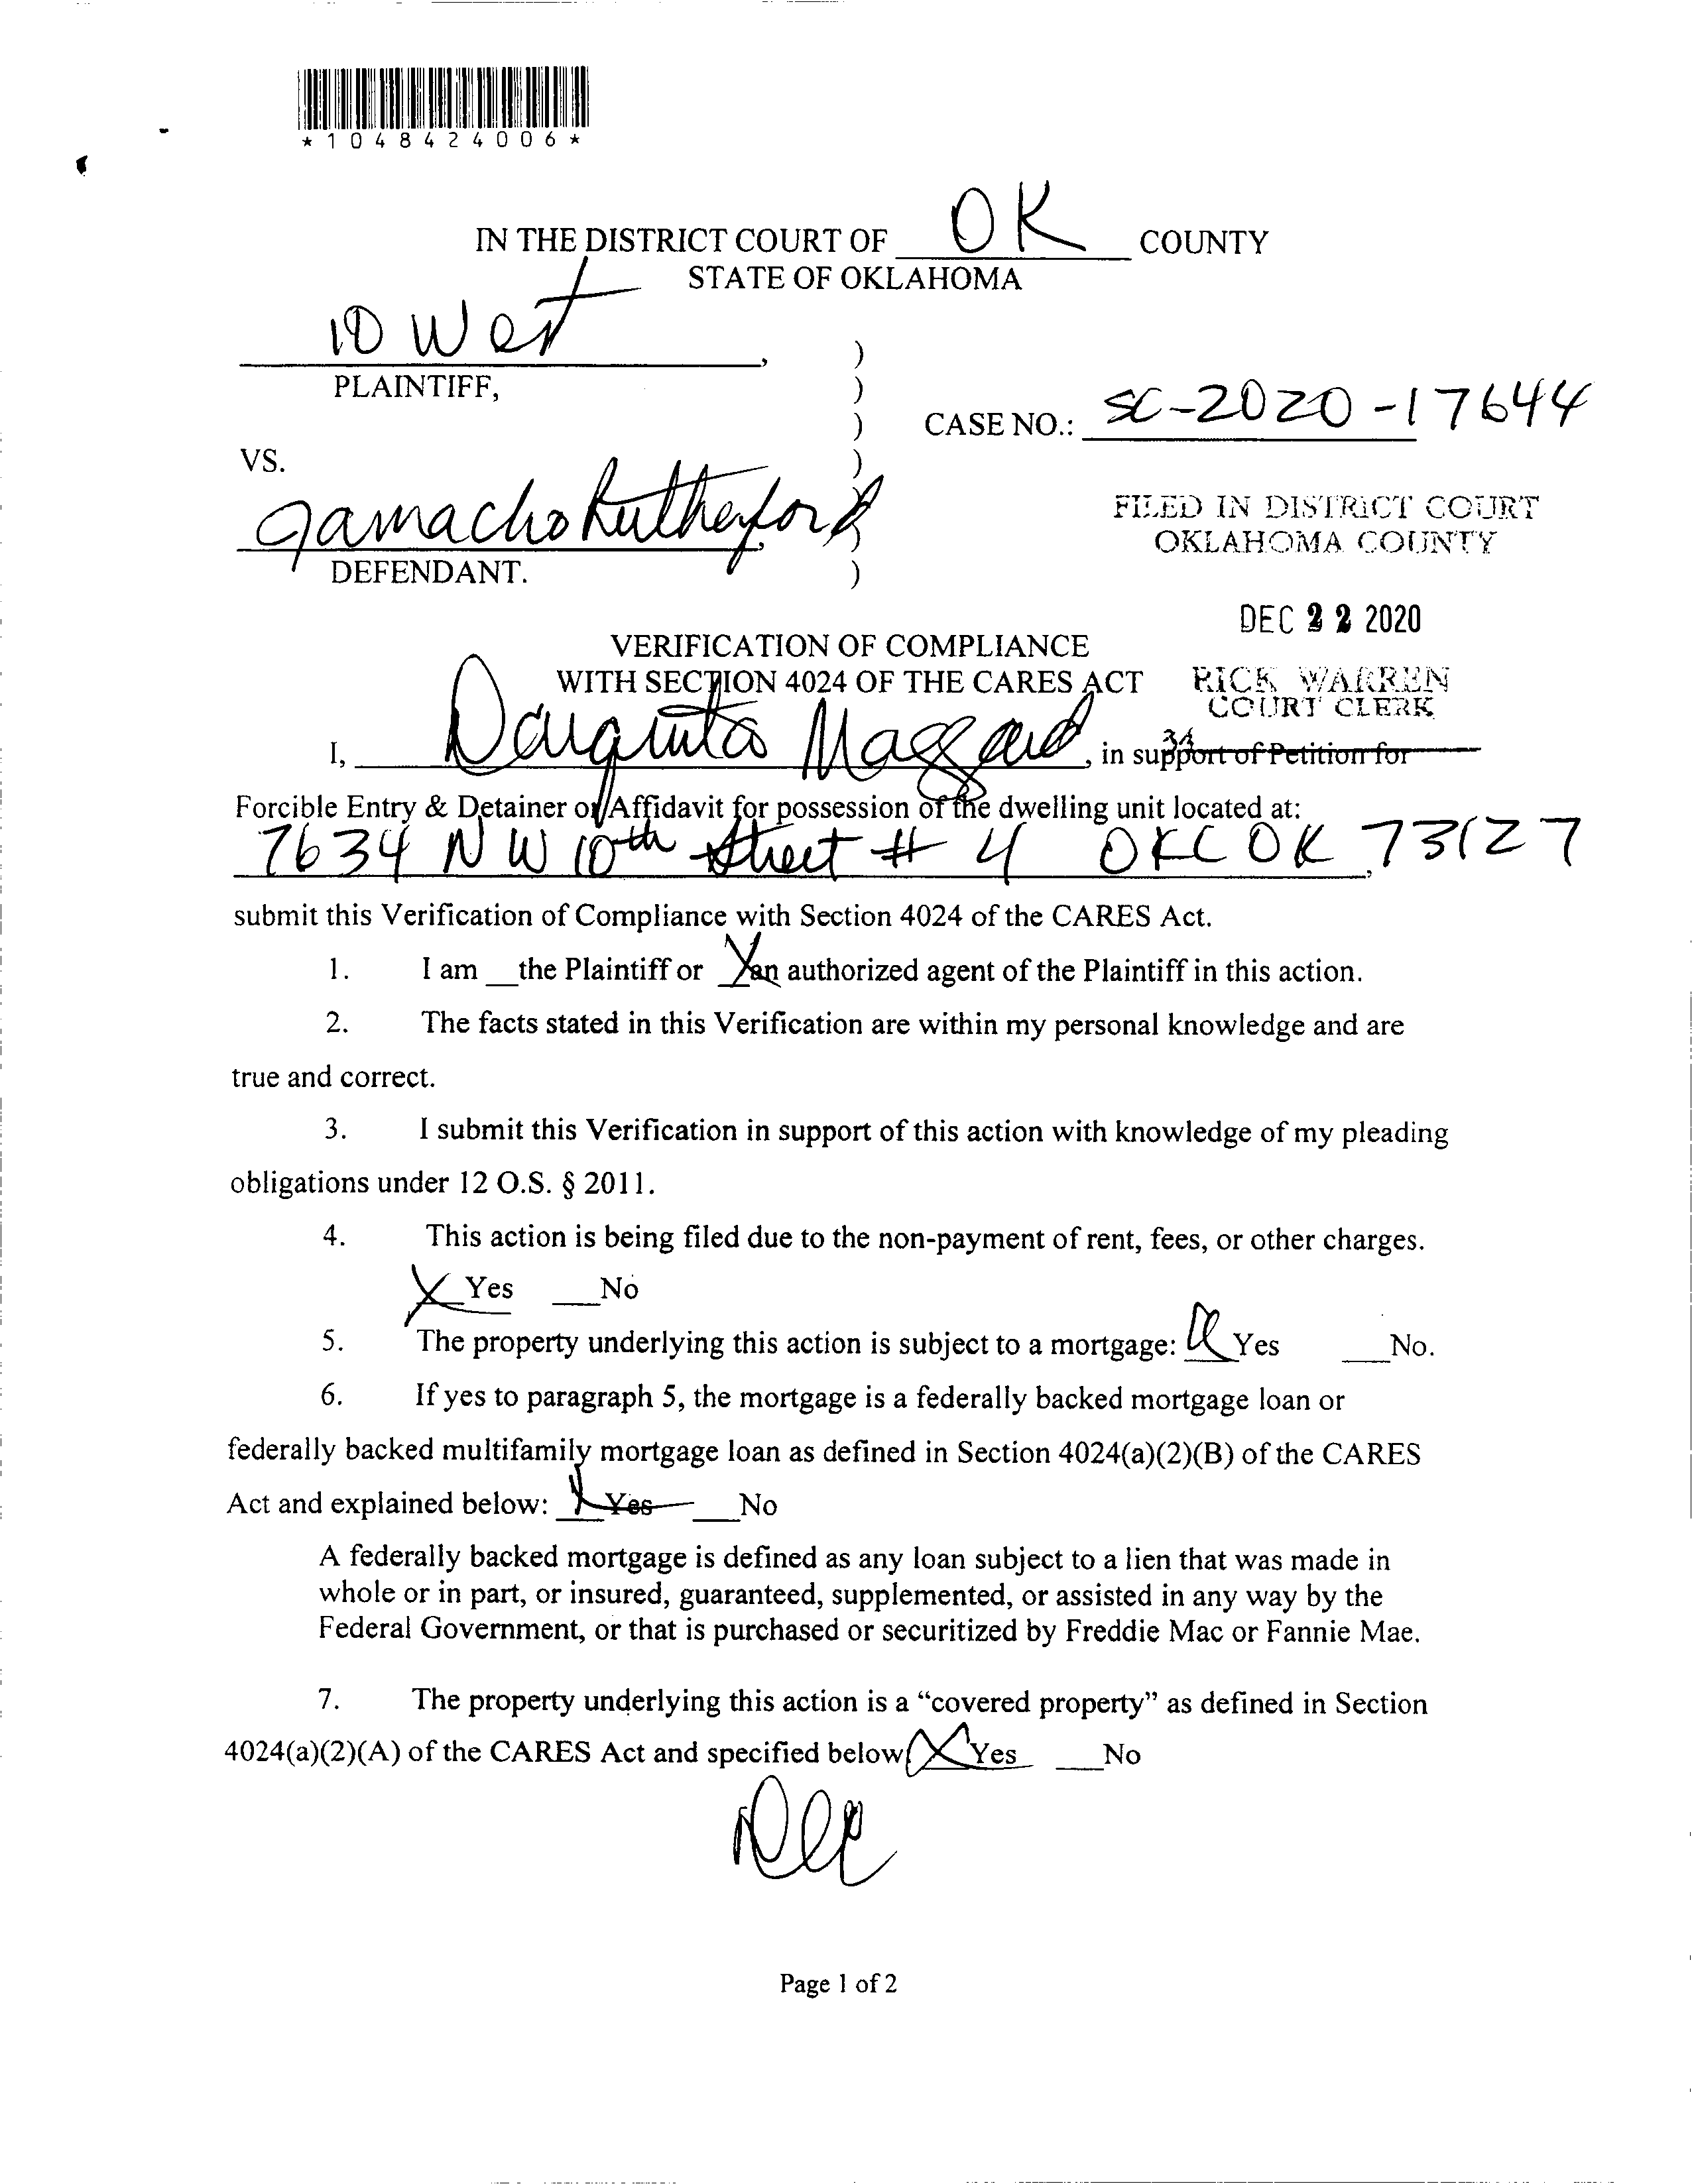 *1048424006*
IN THE DISTRICT COURT OF OK COUNTY
STATE OF OKLAHOMA
10 West
PLAINTIFF,
CASE NO.: SC-2020-17644
VS.
Jamacho Rutherford
DEFENDANT.
FILED IN DISTRICT COURT
OKLAHOMA COUNTY
DEC 22 2020
RICK WARREN
COURT CLERK
34
VERIFICATION OF COMPLIANCE
WITH SECTION 4024 OF THE CARES ACT
I, Maggard, in support of Petition for
Forcible Entry & Detainer or Affidavit for possession of the dwelling unit located at:
7634 NW 10th Street # 4 OKC OK 73127,
submit this Verification of Compliance with Section 4024 of the CARES Act.
1. I am __the Plaintiff or X an authorized agent of the Plaintiff in this action.
2. The facts stated in this Verification are within my personal knowledge and are
true and correct.
3. I submit this Verification in support of this action with knowledge of my pleading
obligations under 12 O.S. § 2011.
4. This action is being filed due to the non-payment of rent, fees, or other charges.
X Yes ___No
5. The property underlying this action is subject to a mortgage: Yes ___No.
6. If yes to paragraph 5, the mortgage is a federally backed mortgage loan or
federally backed multifamily mortgage loan as defined in Section 4024(a)(2)(B) of the CARES
Act and explained below: X Yes ___No
A federally backed mortgage is defined as any loan subject to a lien that was made in
whole or in part, or insured, guaranteed, supplemented, or assisted in any way by the
Federal Government, or that is purchased or securitized by Freddie Mac or Fannie Mae.
7. The property underlying this action is a “covered property” as defined in Section
4024(a)(2)(A) of the CARES Act and specified below X Yes ___No
Page 1 of 2